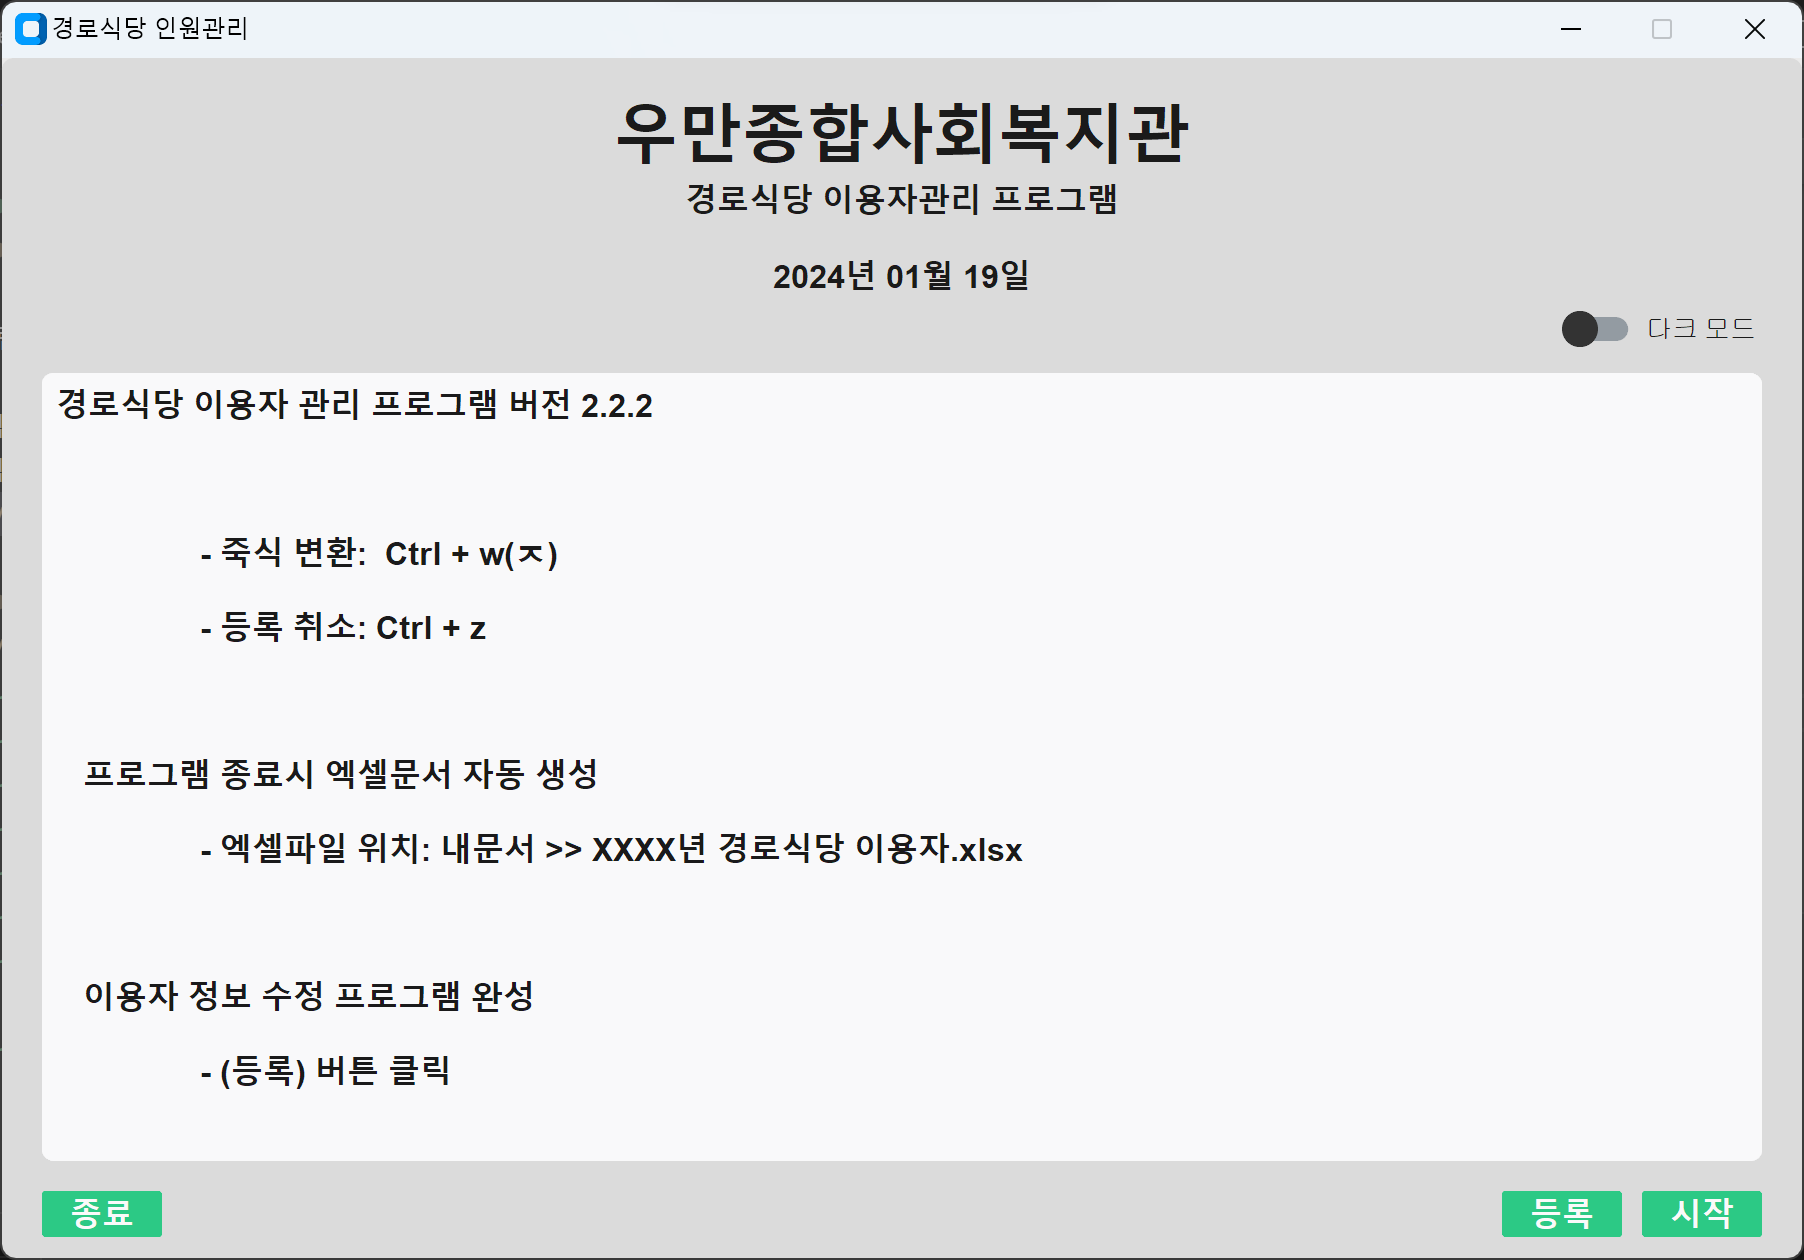 경로식당 인원관리
우만종합사회복지관
경로식당 이용자관리 프로그램
2024년 01월 19일
다크 모드
경로식당 이용자 관리 프로그램 버전 2.2.2
- 죽식 변환:  Ctrl + w(ㅈ)
- 등록 취소: Ctrl + z
프로그램 종료시 엑셀문서 자동 생성
- 엑셀파일 위치: 내문서 >> XXXX년 경로식당 이용자.xlsx
이용자 정보 수정 프로그램 완성
- (등록) 버튼 클릭
종료
등록
시작